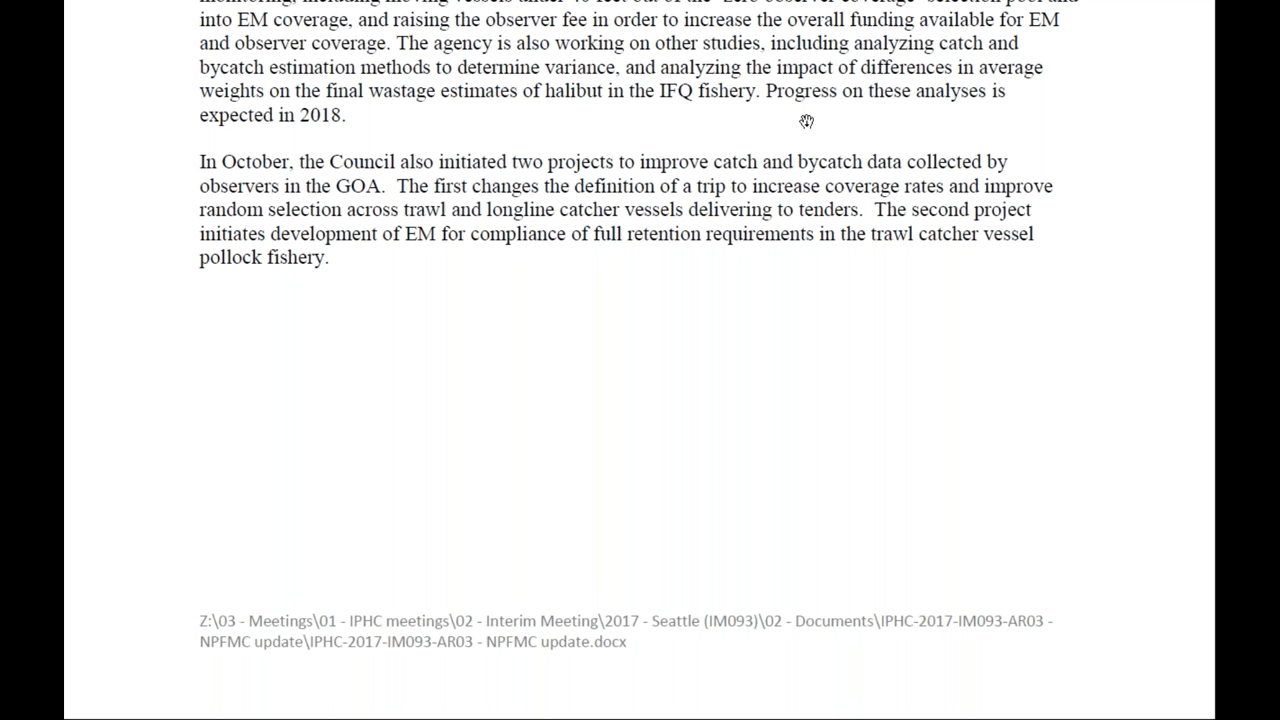 into EM coverage, and raising the observer fee in order to increase the overall funding available for EM
and observer coverage. The agency is also working on other studies, including analyzing catch and
bycatch estimation methods to determine variance, and analyzing the impact of differences in average
weights on the final wastage estimates of halibut in the IFQ fishery. Progress on these analyses is
expected in 2018.
In October, the Council also initiated two projects to improve catch and bycatch data collected by
observers in the GOA.  The first changes the definition of a trip to increase coverage rates and improve
random selection across trawl and longline catcher vessels delivering to tenders.  The second project
initiates development of EM for compliance of full retention requirements in the trawl catcher vessel
pollock fishery.
Z:\03 - Meetings\01 - IPHC meetings\02 - Interim Meeting\2017 - Seattle (IM093)\02 - Documents\IPHC-2017-IM093-AR03 -
NPFMC update\IPHC-2017-IM093-AR03 - NPFMC update.docx